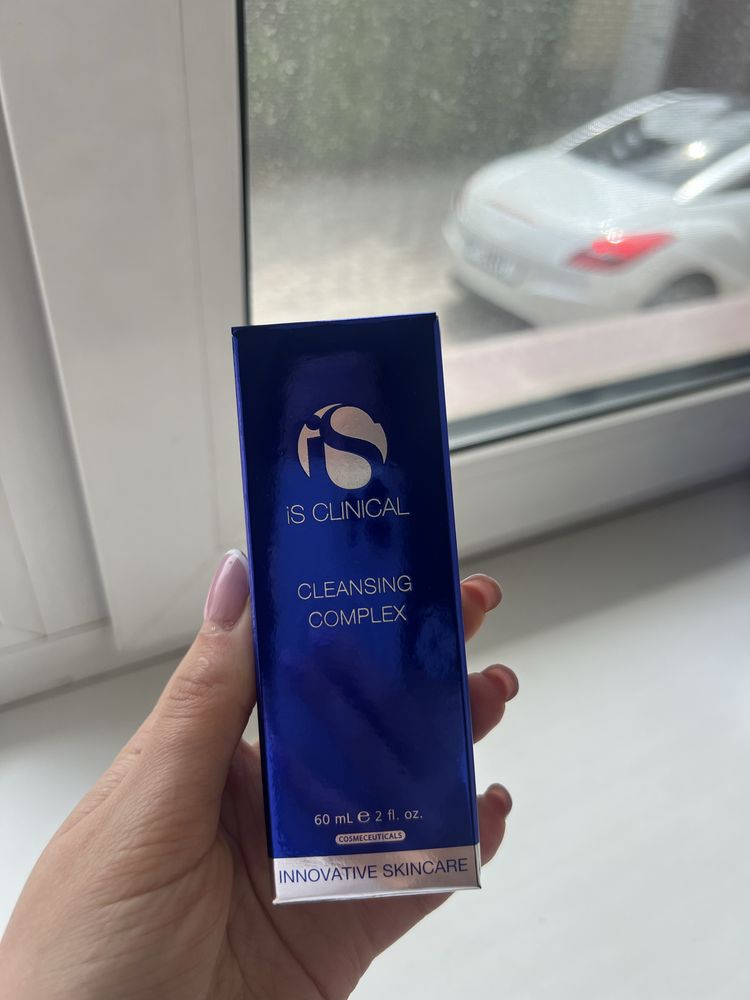 iS
iS CLINICAL
CLEANSING
COMPLEX
60 mL e 2 fl. oz.
COSMECEUTICALS
INNOVATIVE SKINCARE